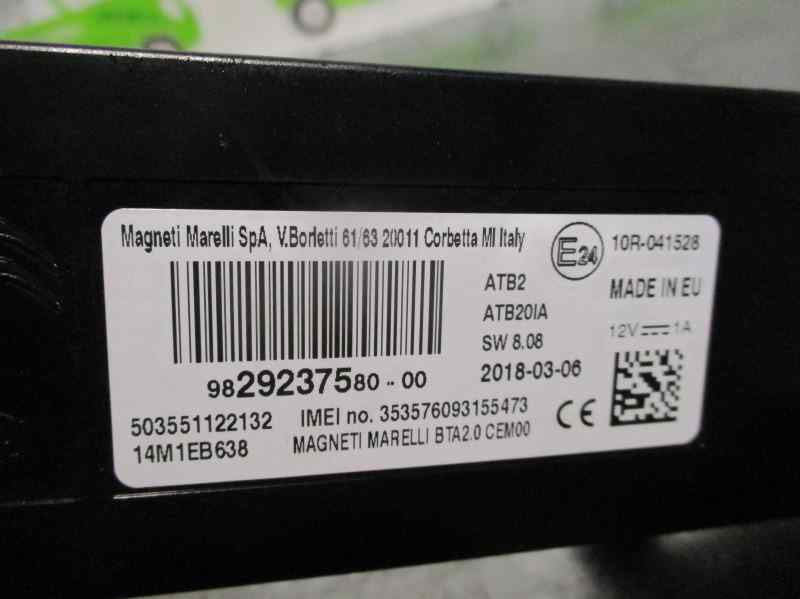 Magneti Marelli SpA, V.Borletti 61/63 20011 Corbetta MI Italy
E24
10R-041528
ATB2
MADE IN EU
ATB20IA
12V 1A
SW 8.08
9829237580-00
2018-03-06
503551122132
IMEI no. 353576093155473
CE
14M1EB638
MAGNETI MARELLI BTA2.0 CEM00